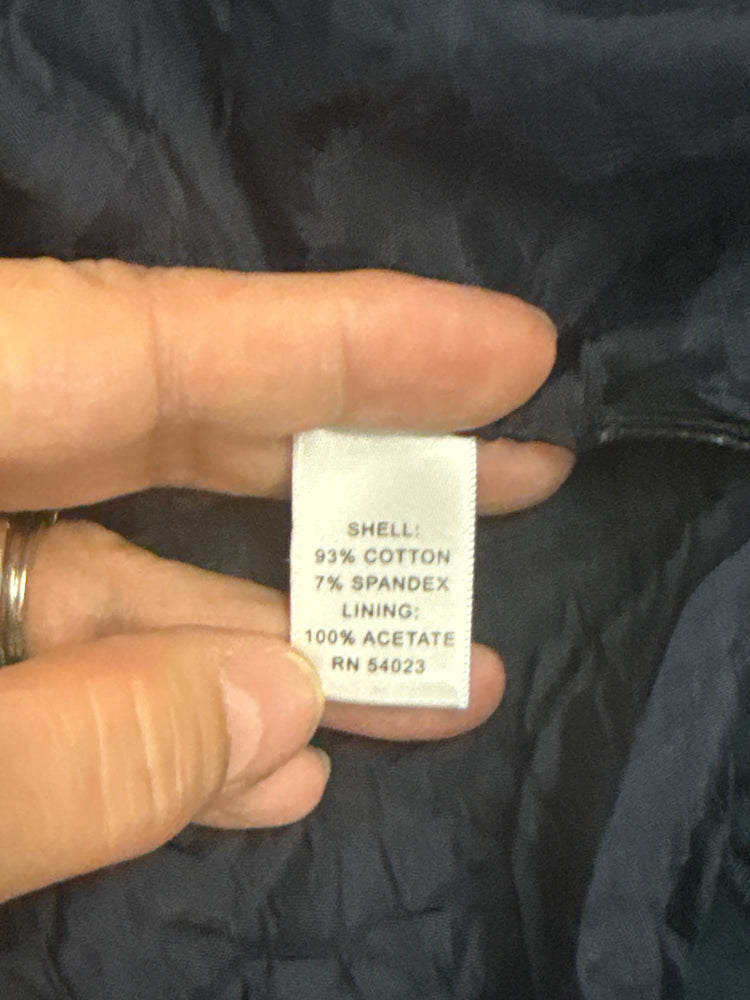 SHELL:
93% COTTON
7% SPANDEX
LINING:
100% ACETATE
RN 54023